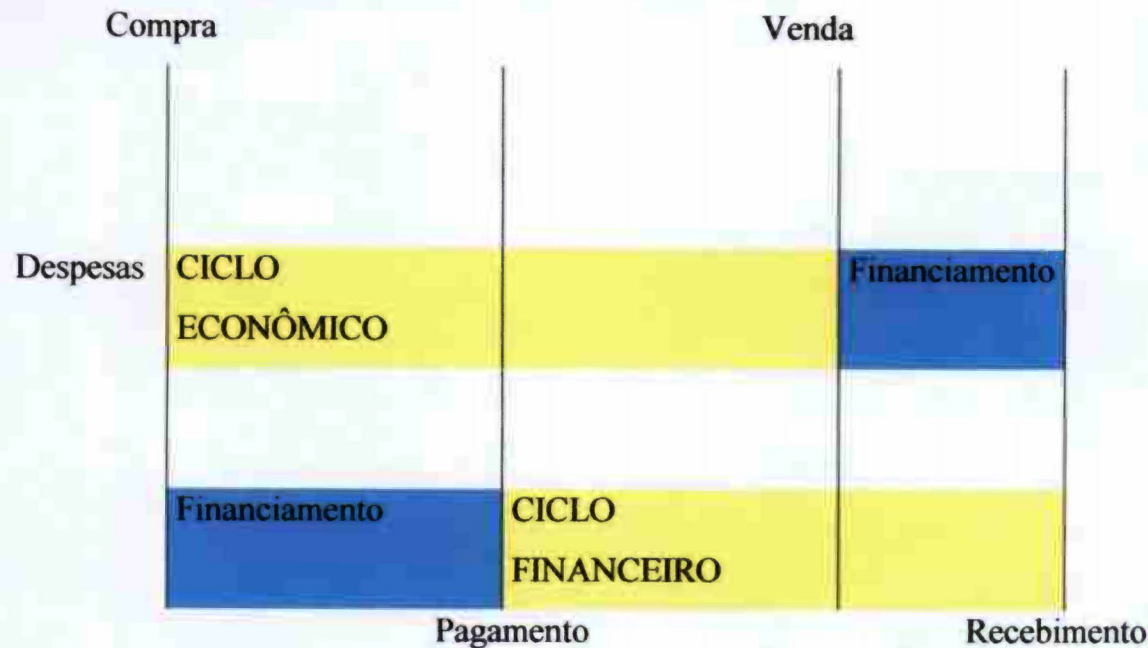 Compra
Venda
Despesas
CICLO
ECONÔMICO
Financiamento
Financiamento
CICLO
FINANCEIRO
Pagamento
Recebimento